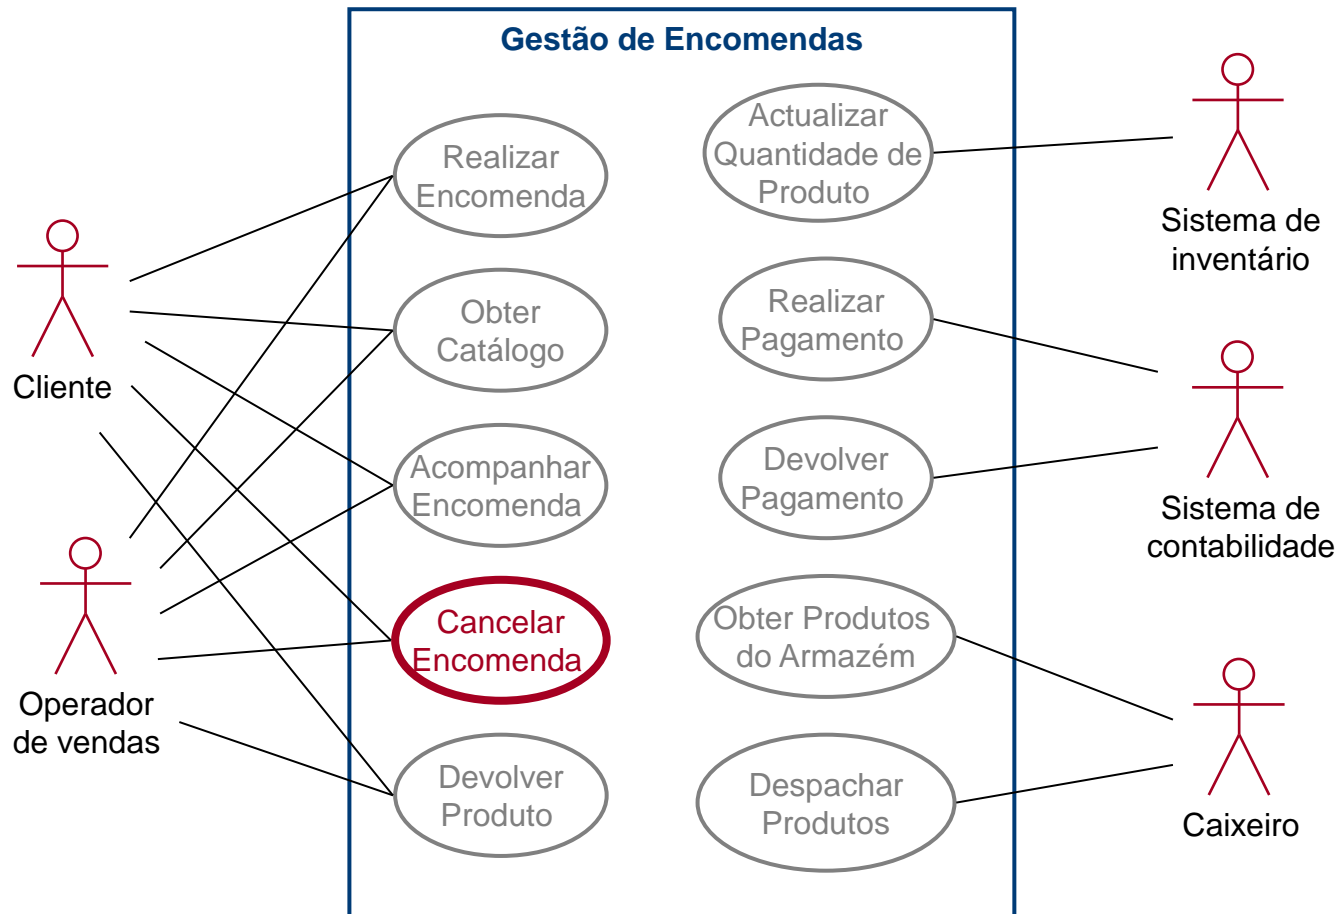 Gestão de Encomendas
Realizar
Encomenda
Obter
Catálogo
Acompanhar
Encomenda
Cancelar
Encomenda
Devolver
Produto
Actualizar
Quantidade de
Produto
Realizar
Pagamento
Devolver
Pagamento
Obter Produtos
do Armazém
Despachar
Produtos
Cliente
Operador
de vendas
Sistema de
inventário
Sistema de
contabilidade
Caixeiro